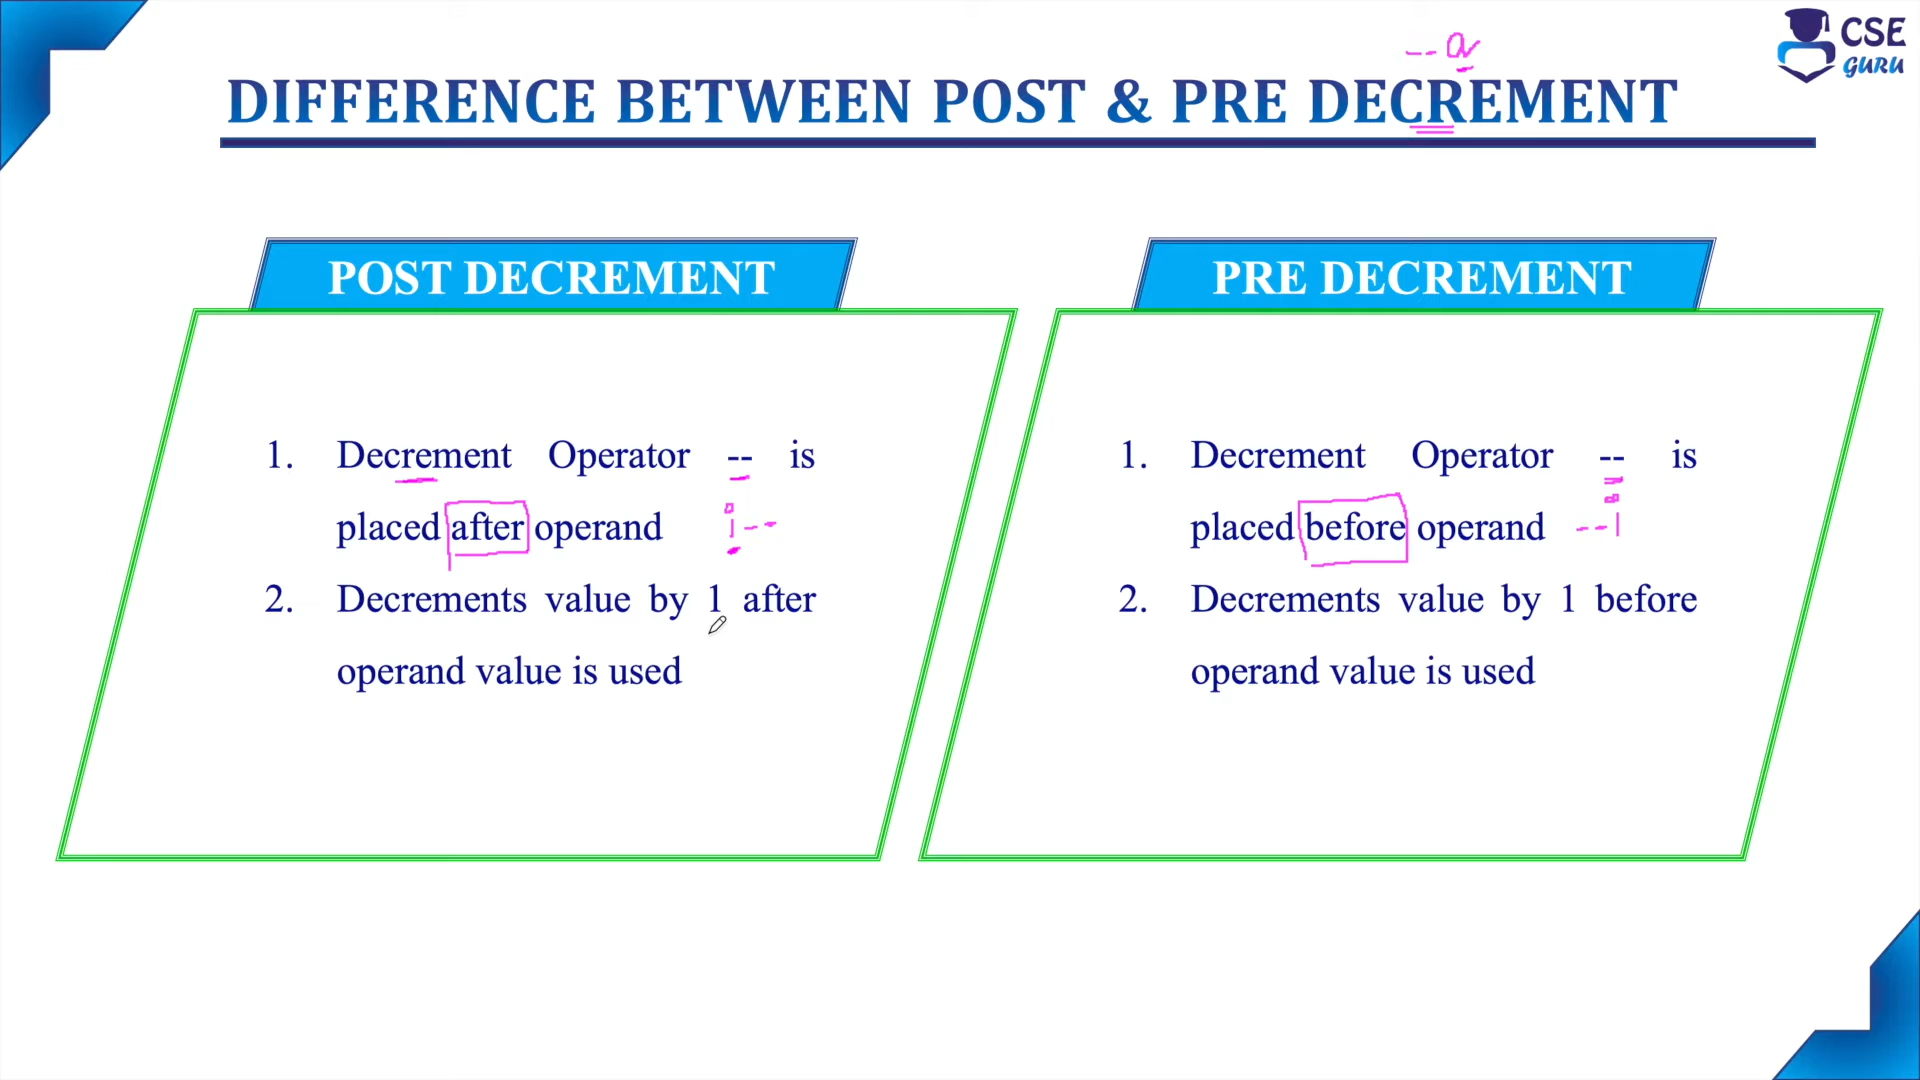 --a
CSE
GURU
DIFFERENCE BETWEEN POST & PRE DECREMENT
POST DECREMENT
1. Decrement Operator -- is
placed after operand i--
2. Decrements value by 1 after
operand value is used
PRE DECREMENT
1. Decrement Operator -- is
placed before operand --i
2. Decrements value by 1 before
operand value is used